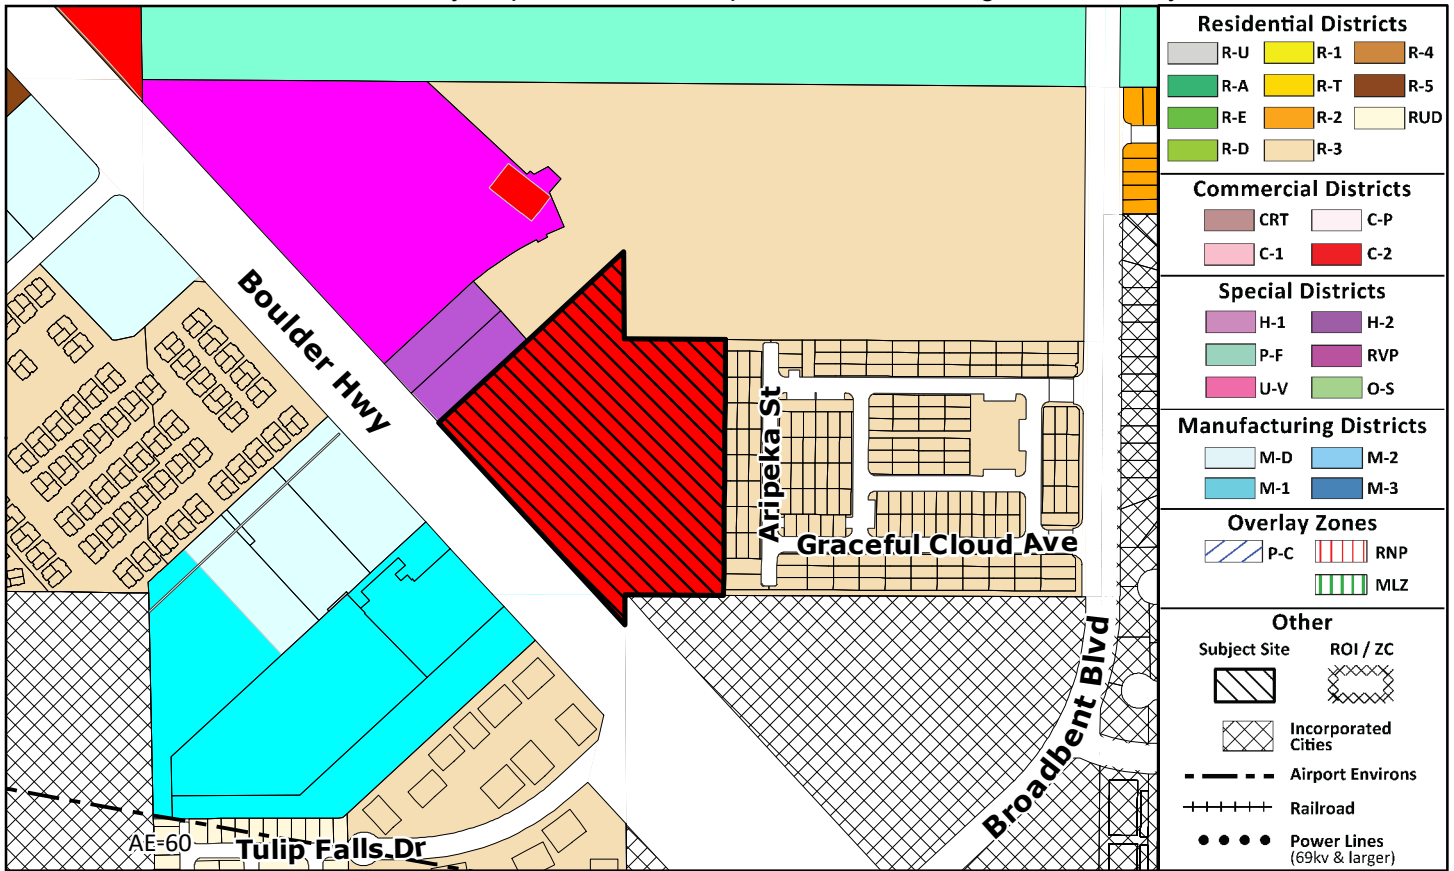 Boulder Hwy
Aripeka St
Graceful Cloud Ave
Broadbent Blvd
AE-60
Tulip Falls Dr
Residential Districts
R-U
R-1
R-4
R-A
R-T
R-5
R-E
R-2
RUD
R-D
R-3
Commercial Districts
CRT
C-P
C-1
C-2
Special Districts
H-1
H-2
P-F
RVP
U-V
O-S
Manufacturing Districts
M-D
M-2
M-1
M-3
Overlay Zones
P-C
RNP
MLZ
Other
Subject Site
ROI / ZC
Incorporated
Cities
Airport Environs
Railroad
Power Lines
(69kv & larger)